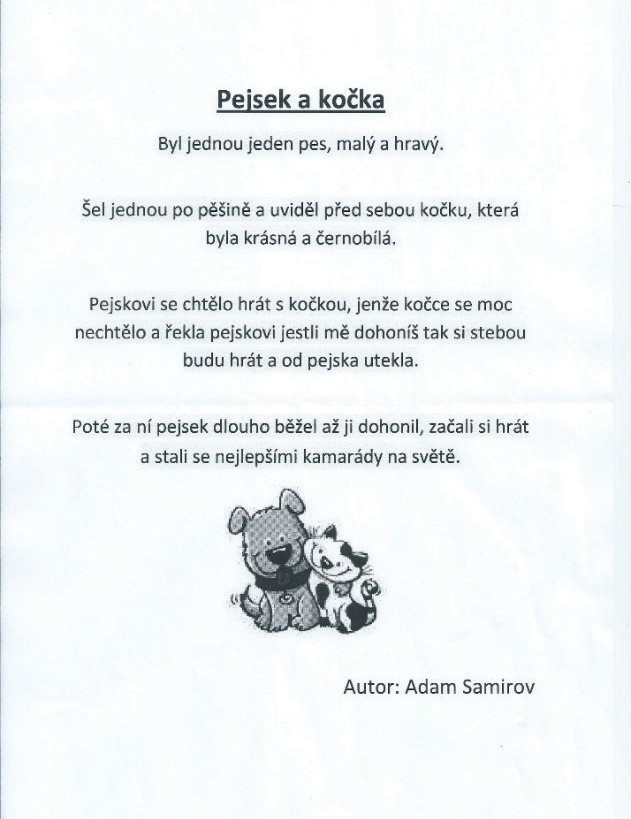 Pejsek a kočka
Byl jednou jeden pes, malý a hravý.
Šel jednou po pěšině a uviděl před sebou kočku, která
byla krásná a černobílá.
Pejskovi se chtělo hrát s kočkou, jenže kočce se moc
nechtělo a řekla pejskovi jestli mě dohoníš tak si stebou
budu hrát a od pejska utekla.
Poté za ní pejsek dlouho běžel až ji dohonil, začali si hrát
a stali se nejlepšími kamarády na světě.
Autor: Adam Samirov